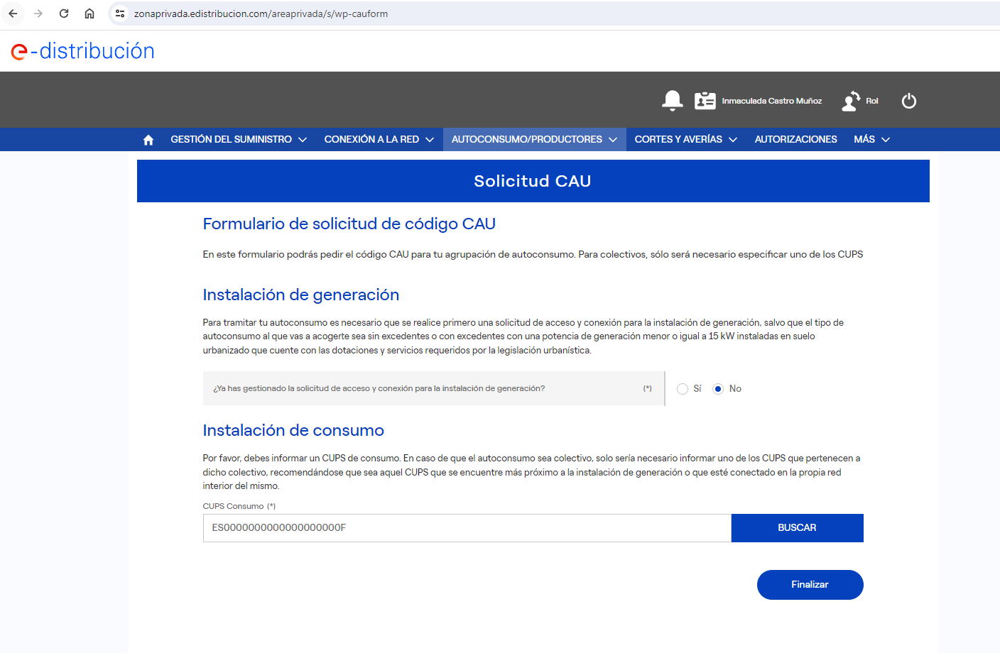 zonaprivada.edistribucion.com/areaprivada/s/wp-cauform
e-distribución
Inmaculada Castro Muñoz
Rol
GESTIÓN DEL SUMINISTRO
CONEXIÓN A LA RED
AUTOCONSUMO/PRODUCTORES
CORTES Y AVERÍAS
AUTORIZACIONES
MÁS
Solicitud CAU
Formulario de solicitud de código CAU
En este formulario podrás pedir el código CAU para tu agrupación de autoconsumo. Para colectivos, sólo será necesario especificar uno de los CUPS
Instalación de generación
Para tramitar tu autoconsumo es necesario que se realice primero una solicitud de acceso y conexión para la instalación de generación, salvo que el tipo de
autoconsumo al que vas a acogerte sea sin excedentes o con excedentes con una potencia de generación menor o igual a 15 kW instaladas en suelo
urbanizado que cuente con las dotaciones y servicios requeridos por la legislación urbanística.
¿Ya has gestionado la solicitud de acceso y conexión para la instalación de generación? (*)
Sí
No
Instalación de consumo
Por favor, debes informar un CUPS de consumo. En caso de que el autoconsumo sea colectivo, solo sería necesario informar uno de los CUPS que pertenecen a
dicho colectivo, recomendándose que sea aquel CUPS que se encuentre más próximo a la instalación de generación o que esté conectado en la propia red
interior del mismo.
CUPS Consumo (*)
ES0000000000000000000F
BUSCAR
Finalizar